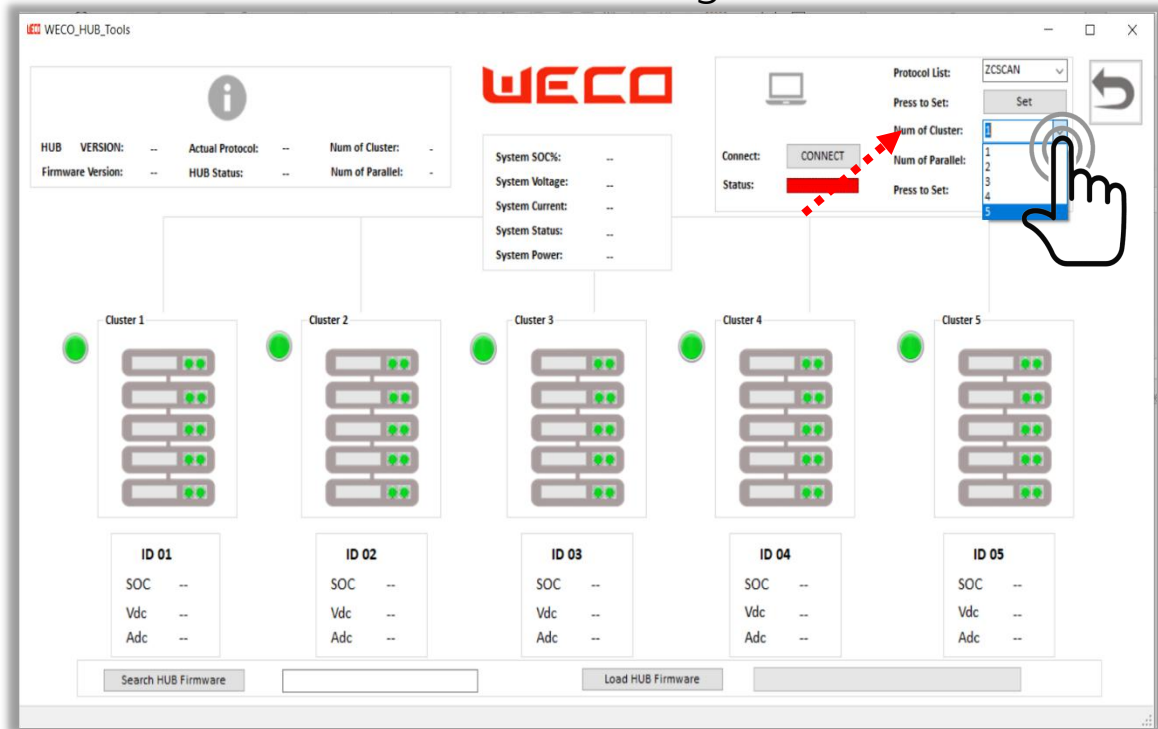 WECO WECO_HUB_Tools
WECO
HUB VERSION: -- Actual Protocol: -- Num of Cluster: -
Firmware Version: -- HUB Status: -- Num of Parallel: -
System SOC%: --
System Voltage: --
System Current: --
System Status: --
System Power: --
Connect: CONNECT
Status:
Protocol List: ZCSCAN
Press to Set: Set
Num of Cluster: 1
Num of Parallel:
Press to Set:
1
2
3
4
5
Cluster 1 Cluster 2 Cluster 3 Cluster 4 Cluster 5
ID 01 ID 02 ID 03 ID 04 ID 05
SOC -- SOC -- SOC -- SOC -- SOC --
Vdc -- Vdc -- Vdc -- Vdc -- Vdc --
Adc -- Adc -- Adc -- Adc -- Adc --
Search HUB Firmware Load HUB Firmware